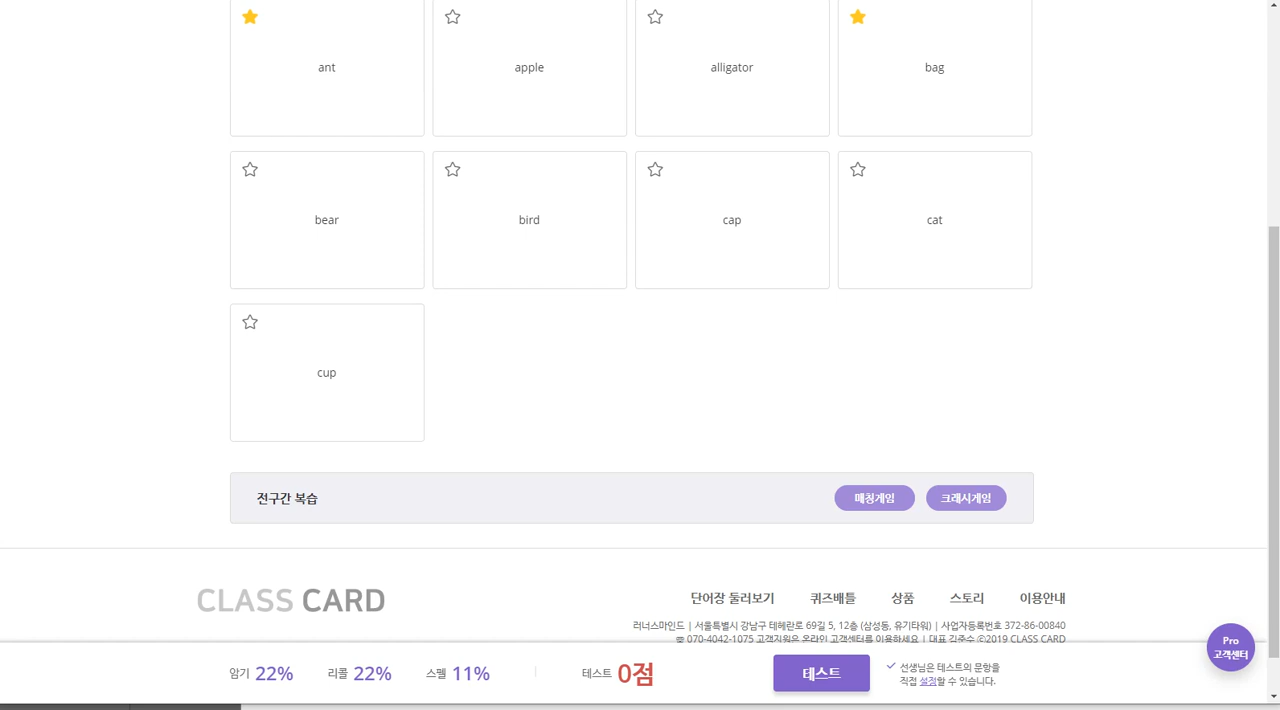 ant
apple
alligator
bag
bear
bird
cap
cat
cup
전구간 복습
매칭게임
크래시게임
CLASS CARD
단어장 둘러보기
퀴즈배틀
상품
스토리
이용안내
러너스마인드 | 서울특별시 강남구 테헤란로 69길 5, 12층 (삼성동, 유기타워) | 사업자등록번호 372-86-00840
☎ 070-4042-1075 고객지원은 온라인 고객센터를 이용하세요 | 대표 김준수 ⓒ2019 CLASS CARD
Pro
고객센터
암기 22%
리콜 22%
스펠 11%
테스트 0점
테스트
선생님은 테스트의 문항을
직접 설정할 수 있습니다.